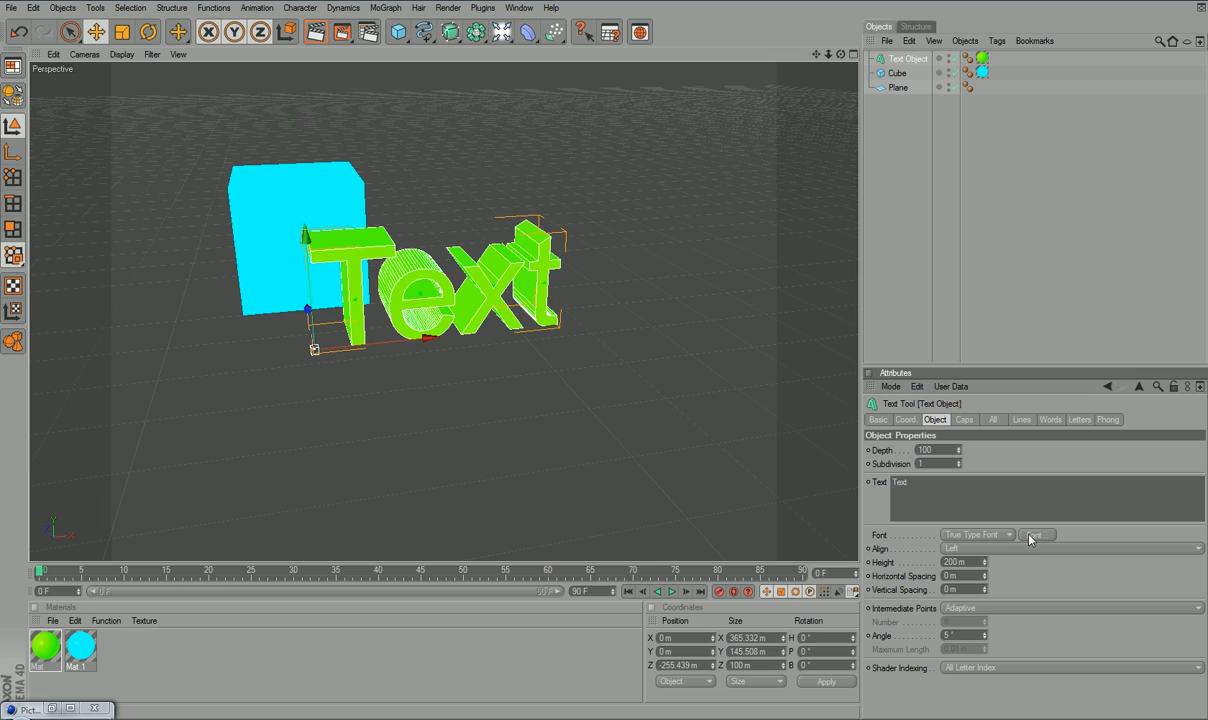 File Edit Objects Tools Selection Structure Functions Animation Character Dynamics MoGraph Hair Render Plugins Window Help
Edit Cameras Display Filter View
Perspective
Text
Y
X
0 5 10 15 20 25 30 35 40 45 50 55 60 65 70 75 80 85 90 0 F
0 F 0 F 90 F 90 F
Materials
File Edit Function Texture
Mat Mat.1
Coordinates
Position Size Rotation
X 0 m X 365.332 m H 0 °
Y 0 m Y 145.508 m P 0 °
Z -255.439 m Z 100 m B 0 °
Object Size Apply
Pict...
Objects Structure
File Edit View Objects Tags Bookmarks
Text Object
Cube
Plane
Attributes
Mode Edit User Data
Text Tool [Text Object]
Basic Coord. Object Caps All Lines Words Letters Phong
Object Properties
Depth . . . . 100
Subdivision 1
Text Text
Font . . . . . . . . . . True Type Font
Align . . . . . . . . . . Left
Height . . . . . . . . . 200 m
Horizontal Spacing 0 m
Vertical Spacing . . 0 m
Intermediate Points Adaptive
Number . . . . . . . .
Angle . . . . . . . . . 5 °
Maximum Length 0.01 m
Shader Indexing . . All Letter Index